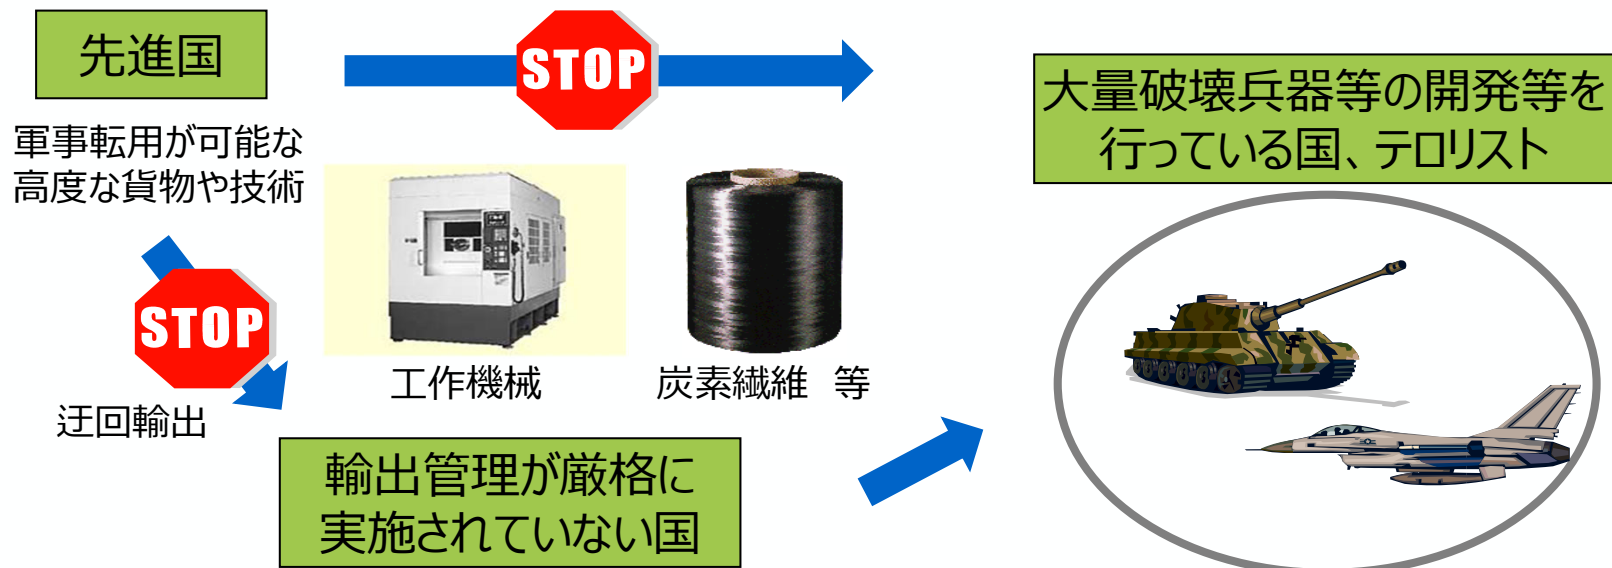 先進国
STOP
大量破壊兵器等の開発等を
行っている国、テロリスト
軍事転用が可能な
高度な貨物や技術
STOP
工作機械
炭素繊維　等
迂回輸出
輸出管理が厳格に
実施されていない国